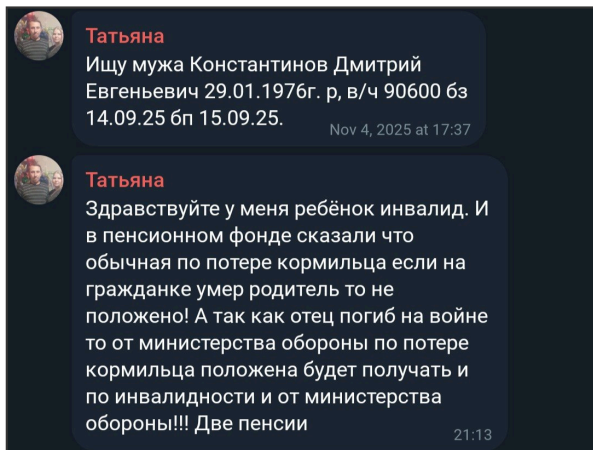 Татьяна
Ищу мужа Константинов Дмитрий
Евгеньевич 29.01.1976г. р, в/ч 90600 бз
14.09.25 бп 15.09.25.
Nov 4, 2025 at 17:37
Татьяна
Здравствуйте у меня ребёнок инвалид. И
в пенсионном фонде сказали что
обычная по потере кормильца если на
гражданке умер родитель то не
положено! А так как отец погиб на войне
то от министерства обороны по потере
кормильца положена будет получать и
по инвалидности и от министерства
обороны!!! Две пенсии
21:13